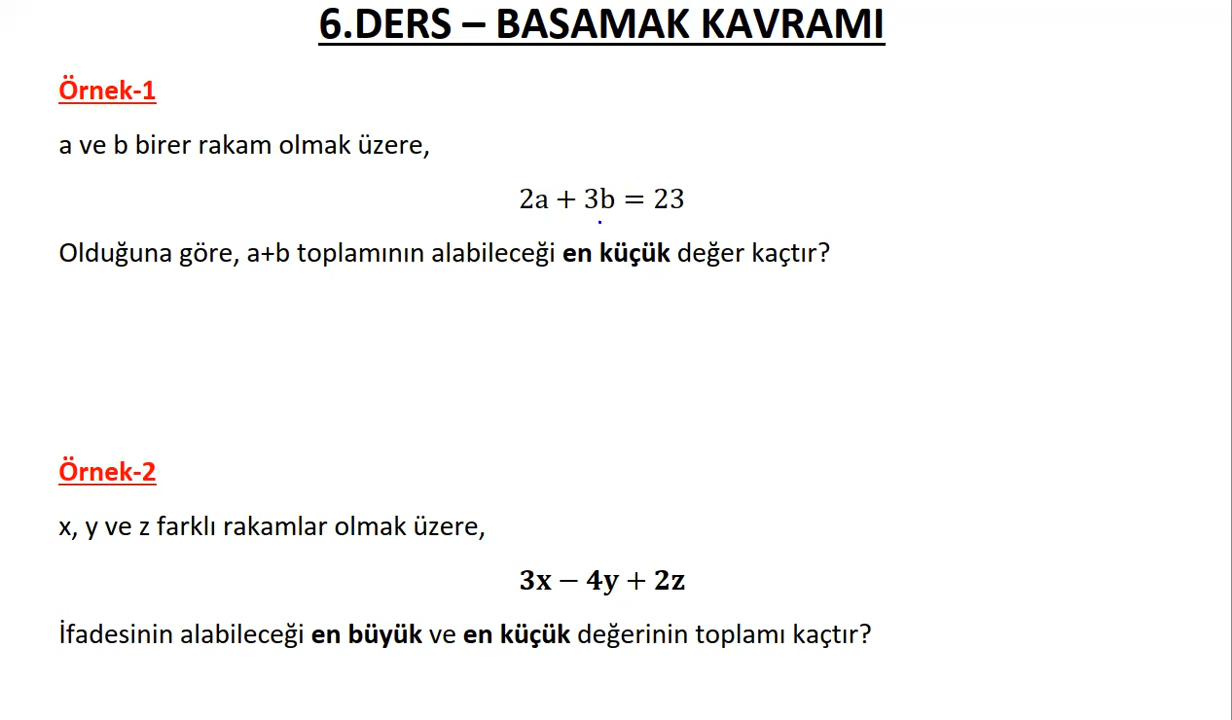 6.DERS – BASAMAK KAVRAMI
Örnek-1
a ve b birer rakam olmak üzere,
2a + 3b = 23
Olduğuna göre, a+b toplamının alabileceği en küçük değer kaçtır?
Örnek-2
x, y ve z farklı rakamlar olmak üzere,
3x − 4y + 2z
İfadesinin alabileceği en büyük ve en küçük değerinin toplamı kaçtır?